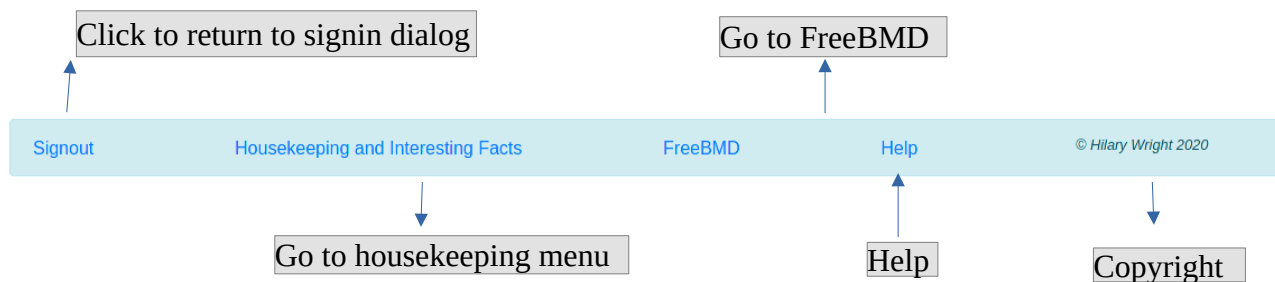 Click to return to signin dialog
Go to FreeBMD
Signout
Housekeeping and Interesting Facts
FreeBMD
Help
© Hilary Wright 2020
Go to housekeeping menu
Help
Copyright